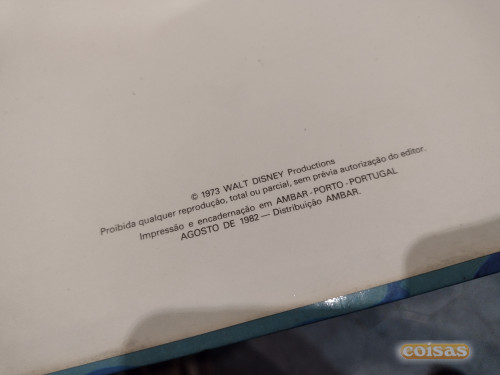 © 1973 WALT DISNEY Productions
Proibida qualquer reprodução, total ou parcial, sem prévia autorização do editor.
Impressão e encadernação em AMBAR - PORTO - PORTUGAL
AGOSTO DE 1982 — Distribuição AMBAR.
coisas